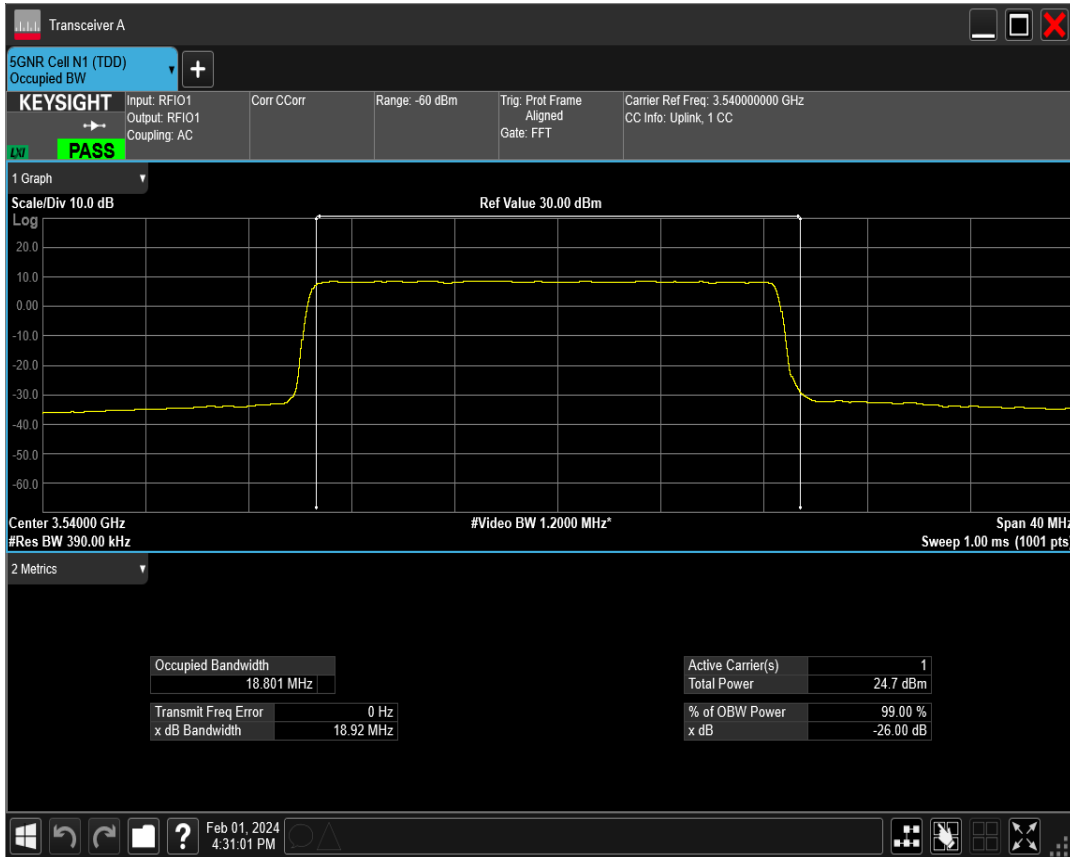 Transceiver A
5GNR Cell N1 (TDD)
Occupied BW
+
KEYSIGHT
LXI
PASS
Input: RFIO1
Output: RFIO1
Coupling: AC
Corr CCorr
Range: -60 dBm
Trig: Prot Frame
Aligned
Gate: FFT
Carrier Ref Freq: 3.540000000 GHz
CC Info: Uplink, 1 CC
1 Graph
Scale/Div 10.0 dB
Ref Value 30.00 dBm
Log
20.0
10.0
0.00
-10.0
-20.0
-30.0
-40.0
-50.0
-60.0
Center 3.54000 GHz
#Video BW 1.2000 MHz*
Span 40 MHz
#Res BW 390.00 kHz
Sweep 1.00 ms (1001 pts)
2 Metrics
Occupied Bandwidth
18.801 MHz
Transmit Freq Error 0 Hz
x dB Bandwidth 18.92 MHz
Active Carrier(s) 1
Total Power 24.7 dBm
% of OBW Power 99.00 %
x dB -26.00 dB
?
Feb 01, 2024
4:31:01 PM